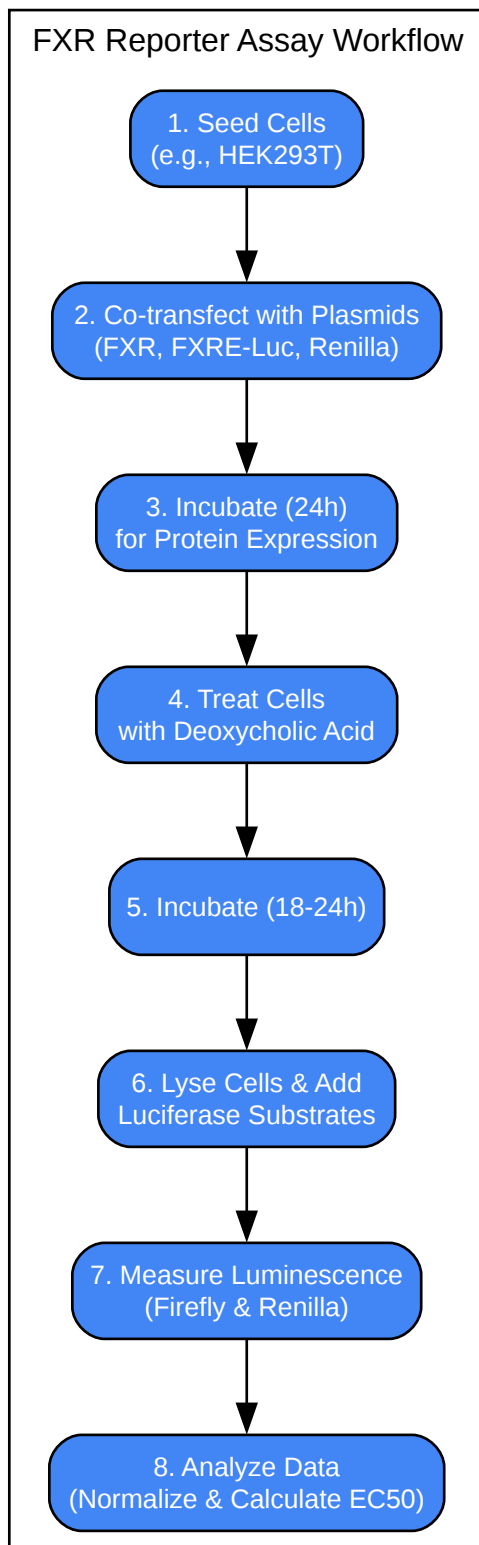 FXR Reporter Assay Workflow
1. Seed Cells
(e.g., HEK293T)
2. Co-transfect with Plasmids
(FXR, FXRE-Luc, Renilla)
3. Incubate (24h)
for Protein Expression
4. Treat Cells
with Deoxycholic Acid
5. Incubate (18-24h)
6. Lyse Cells & Add
Luciferase Substrates
7. Measure Luminescence
(Firefly & Renilla)
8. Analyze Data
(Normalize & Calculate EC50)